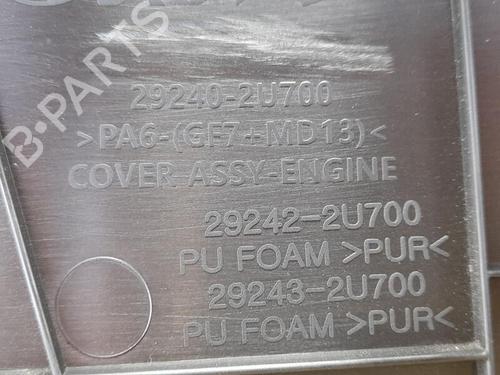 B-PARTS
29240-2U700
>PA6-(GF7+MD13)<
COVER ASSY-ENGINE
29242-2U700
PU FOAM >PUR<
29243-2U700
PU FOAM >PUR<